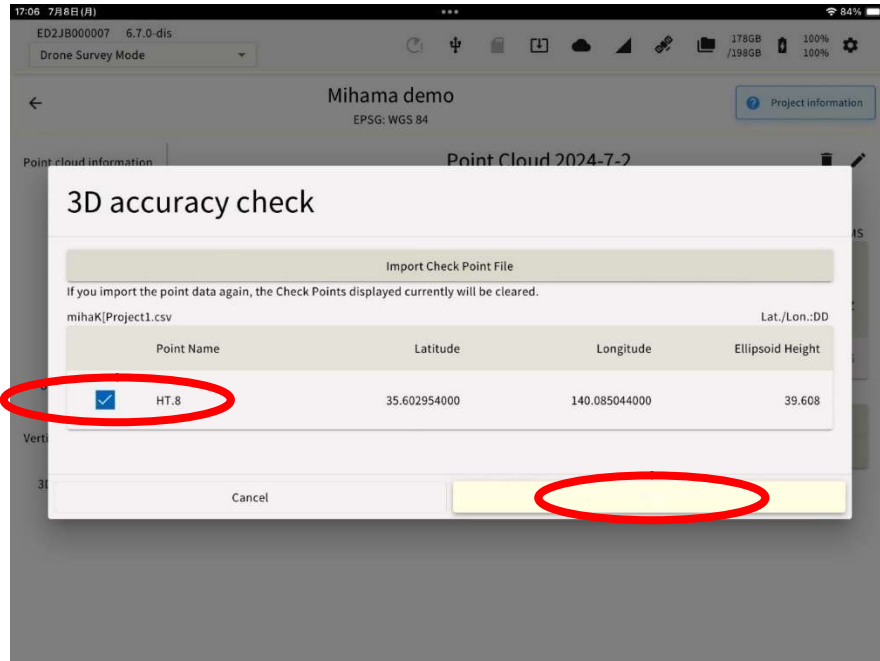 17:06 7月8日(月) 84%
ED2JB000007 6.7.0-dis
Drone Survey Mode
178GB
/198GB
100%
100%
Mihama demo
EPSG: WGS 84
Project information
Point cloud information
Point Cloud 2024-7-2
3D accuracy check
Import Check Point File
If you import the point data again, the Check Points displayed currently will be cleared.
mihaK[Project1.csv Lat./Lon.:DD
Point Name Latitude Longitude Ellipsoid Height
HT.8 35.602954000 140.085044000 39.608
Cancel